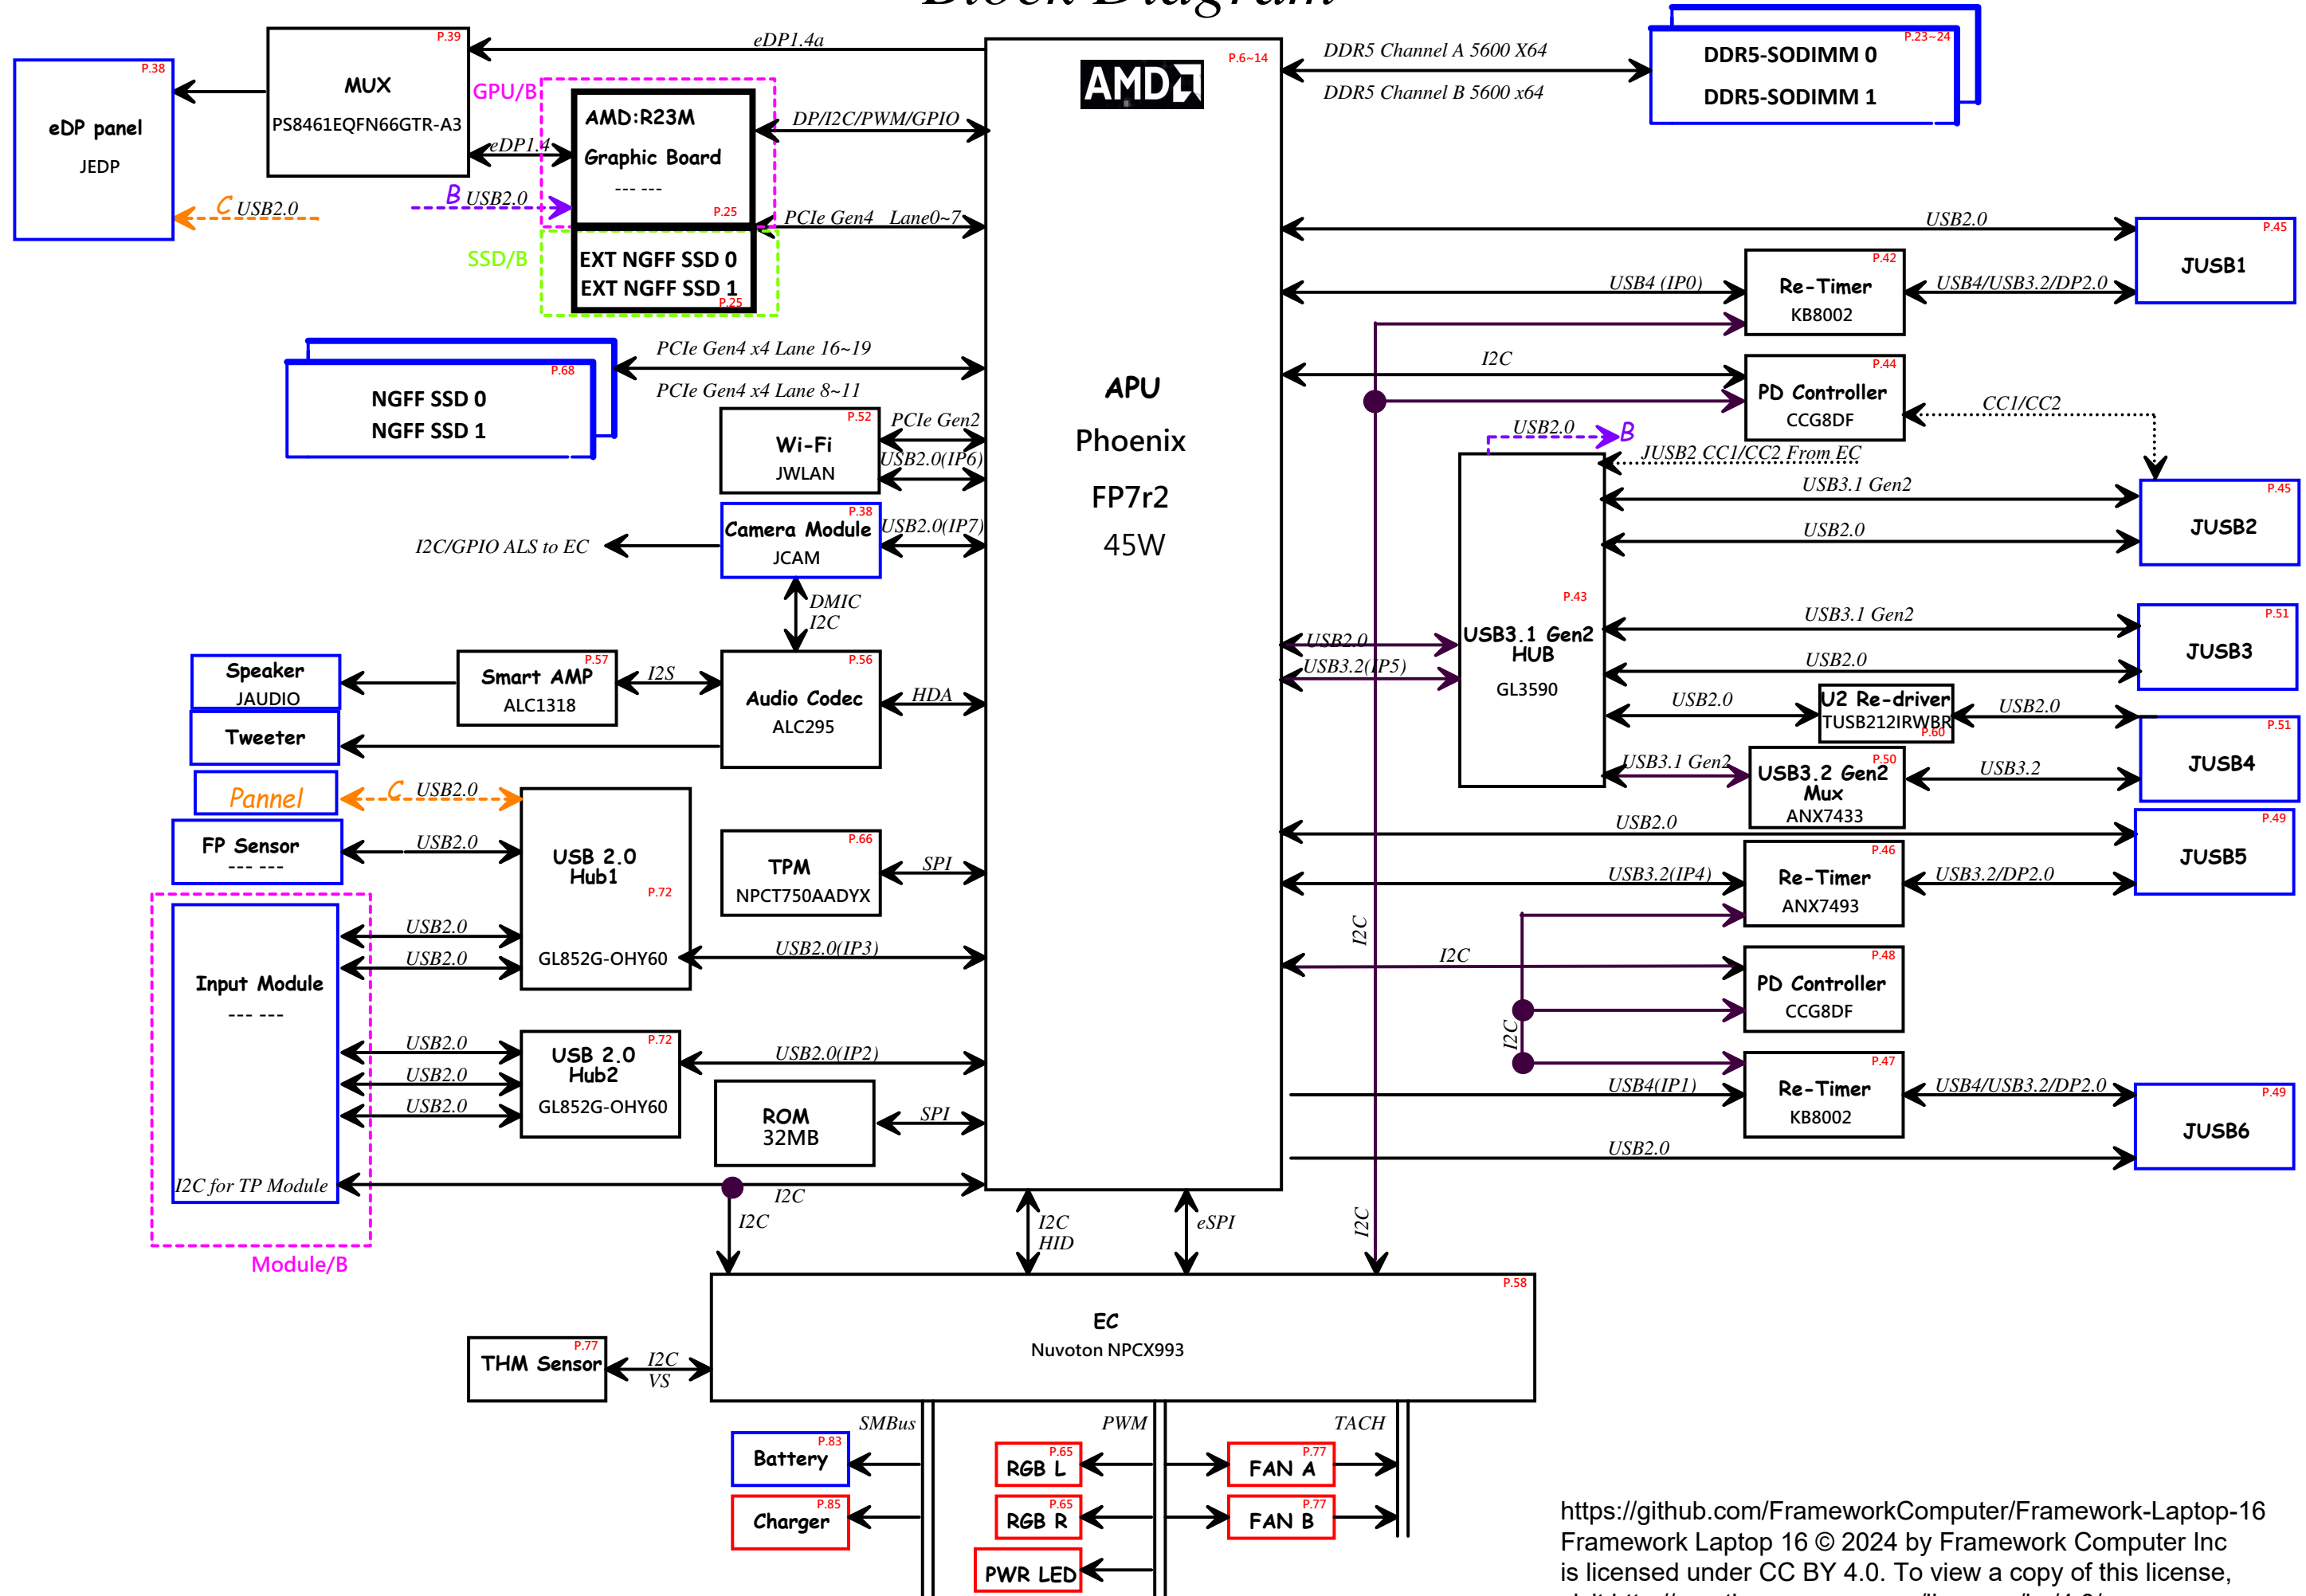 Block Diagram
P.38
eDP panel
JEDP
C USB2.0
P.39
MUX
PS8461EQFN66GTR-A3
eDP1.4a
eDP1.4
GPU/B
AMD:R23M
Graphic Board
--- ---
P.25
B USB2.0
DP/I2C/PWM/GPIO
PCIe Gen4 Lane0~7
SSD/B
EXT NGFF SSD 0
EXT NGFF SSD 1
P.25
P.68
NGFF SSD 0
NGFF SSD 1
PCIe Gen4 x4 Lane 16~19
PCIe Gen4 x4 Lane 8~11
P.52
Wi-Fi
JWLAN
PCIe Gen2
USB2.0(IP6)
P.38
Camera Module
JCAM
USB2.0(IP7)
I2C/GPIO ALS to EC
DMIC
I2C
Speaker
JAUDIO
Tweeter
P.57
Smart AMP
ALC1318
I2S
P.56
Audio Codec
ALC295
HDA
Pannel
C USB2.0
FP Sensor
--- ---
USB2.0
USB 2.0
Hub1
P.72
GL852G-OHY60
P.66
TPM
NPCT750AADYX
SPI
USB2.0(IP3)
Input Module
--- ---
USB2.0
USB2.0
USB2.0
USB2.0
USB2.0
P.72
USB 2.0
Hub2
GL852G-OHY60
USB2.0(IP2)
ROM
32MB
SPI
I2C for TP Module
I2C
I2C
Module/B
P.6~14
AMD
APU
Phoenix
FP7r2
45W
DDR5 Channel A 5600 X64
DDR5 Channel B 5600 x64
P.23~24
DDR5-SODIMM 0
DDR5-SODIMM 1
USB2.0
P.45
JUSB1
USB4 (IP0)
P.42
Re-Timer
KB8002
USB4/USB3.2/DP2.0
I2C
P.44
PD Controller
CCG8DF
CC1/CC2
USB2.0 B
JUSB2 CC1/CC2 From EC
USB3.1 Gen2
USB2.0
P.45
JUSB2
P.43
USB3.1 Gen2
HUB
GL3590
USB2.0
USB3.2(IP5)
USB3.1 Gen2
USB2.0
P.51
JUSB3
USB2.0
U2 Re-driver
TUSB212IRWBR
P.60
USB2.0
USB3.1 Gen2
P.50
USB3.2 Gen2
Mux
ANX7433
USB3.2
P.51
JUSB4
USB2.0
P.49
JUSB5
USB3.2(IP4)
P.46
Re-Timer
ANX7493
USB3.2/DP2.0
I2C
I2C
P.48
PD Controller
CCG8DF
I2C
USB4(IP1)
P.47
Re-Timer
KB8002
USB4/USB3.2/DP2.0
USB2.0
P.49
JUSB6
I2C
HID
eSPI
I2C
P.58
EC
Nuvoton NPCX993
P.77
THM Sensor
I2C
VS
SMBus
PWM
TACH
P.83
Battery
P.85
Charger
P.65
RGB L
P.65
RGB R
PWR LED
P.77
FAN A
P.77
FAN B
https://github.com/FrameworkComputer/Framework-Laptop-16
Framework Laptop 16 © 2024 by Framework Computer Inc
is licensed under CC BY 4.0. To view a copy of this license,